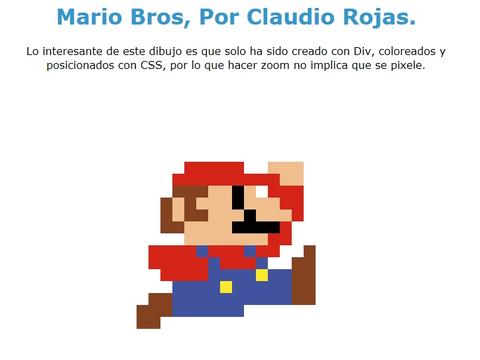 Mario Bros, Por Claudio Rojas.
Lo interesante de este dibujo es que solo ha sido creado con Div, coloreados y
posicionados con CSS, por lo que hacer zoom no implica que se pixele.